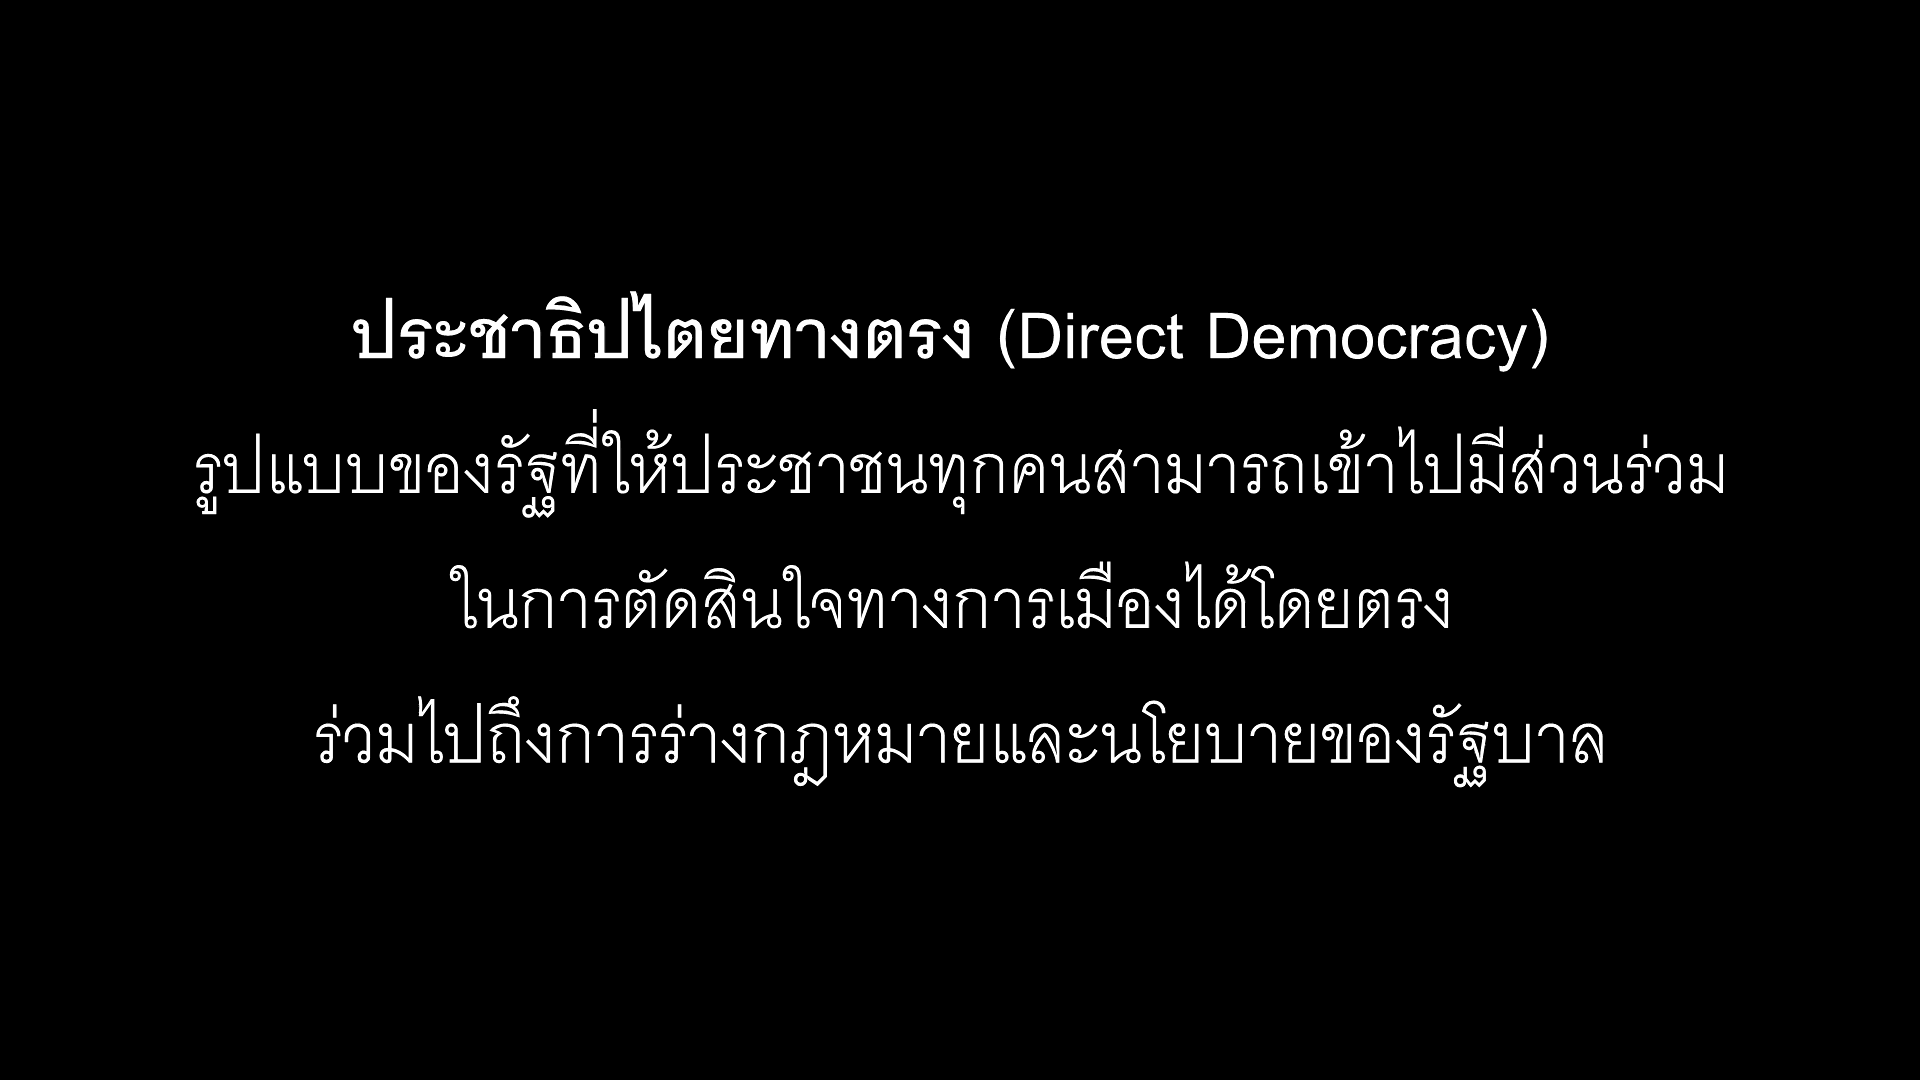 ประชาธิปไตยทางตรง (Direct Democracy)
รูปแบบของรัฐที่ให้ประชาชนทุกคนสามารถเข้าไปมีส่วนร่วม
ในการตัดสินใจทางการเมืองได้โดยตรง
ร่วมไปถึงการร่างกฎหมายและนโยบายของรัฐบาล